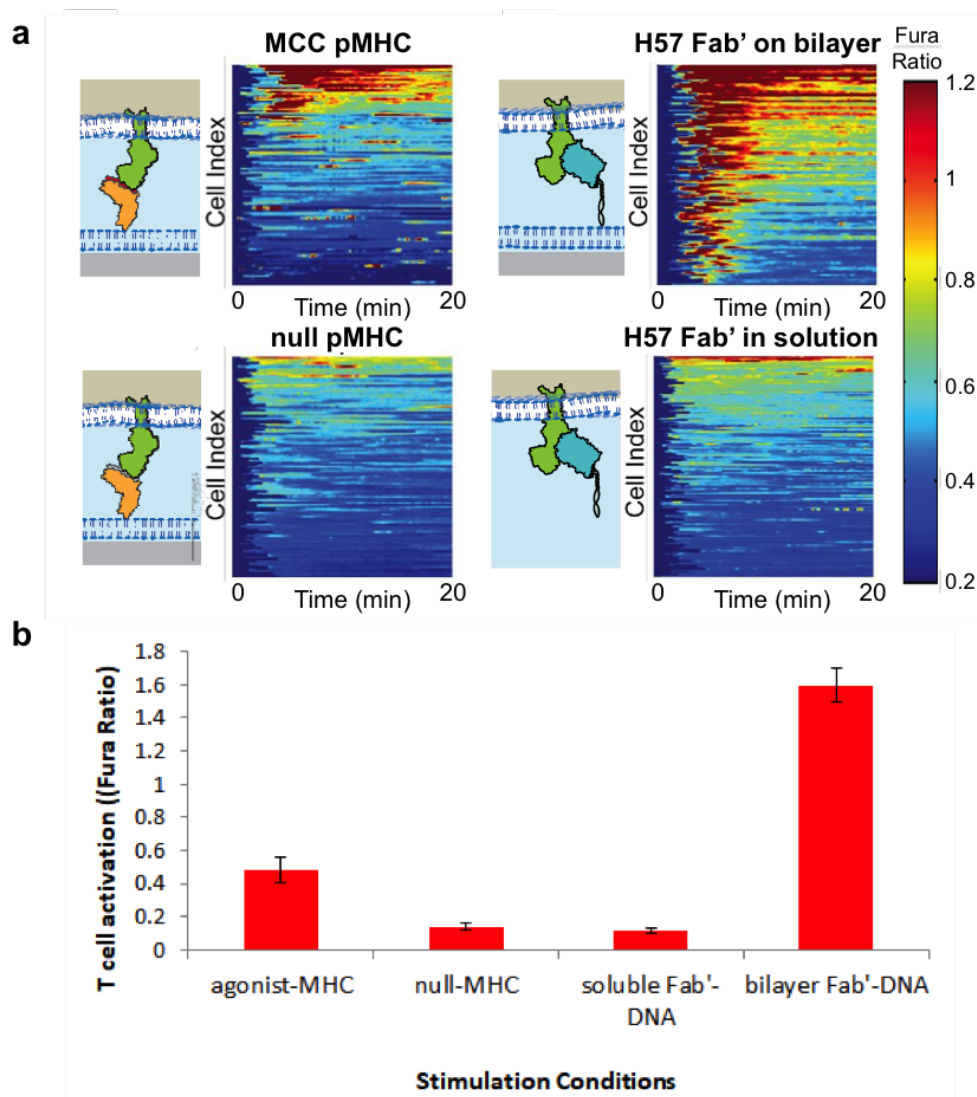 a
MCC pMHC
H57 Fab’ on bilayer
Fura
Ratio
Cell Index
Cell Index
1.2
1
0.8
0.6
0.4
0.2
0
Time (min)
20
0
Time (min)
20
null pMHC
H57 Fab’ in solution
Cell Index
Cell Index
0
Time (min)
20
0
Time (min)
20
b
T cell activation ((Fura Ratio)
1.8
1.6
1.4
1.2
1
0.8
0.6
0.4
0.2
0
agonist-MHC
null-MHC
soluble Fab'-
DNA
bilayer Fab'-DNA
Stimulation Conditions